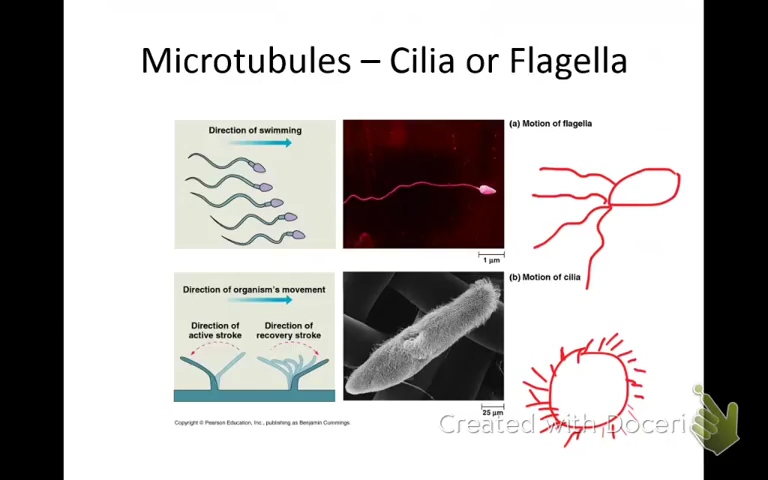 Microtubules – Cilia or Flagella
Direction of swimming
(a) Motion of flagella
1 µm
(b) Motion of cilia
Direction of organism's movement
Direction of
active stroke
Direction of
recovery stroke
25 µm
Copyright © Pearson Education, Inc., publishing as Benjamin Cummings.
Created with Doceri